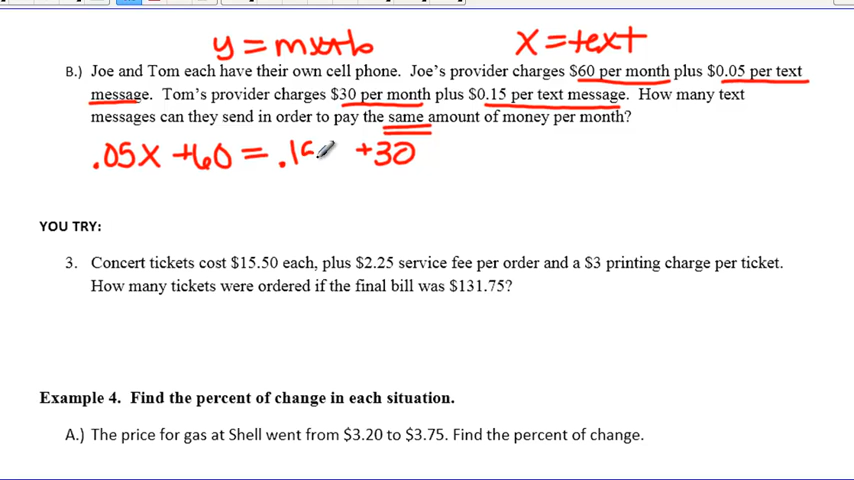 y = month x = text
B.) Joe and Tom each have their own cell phone. Joe's provider charges $60 per month plus $0.05 per text
message. Tom's provider charges $30 per month plus $0.15 per text message. How many text
messages can they send in order to pay the same amount of money per month?
.05x +60 = .15 +30
YOU TRY:
3. Concert tickets cost $15.50 each, plus $2.25 service fee per order and a $3 printing charge per ticket.
How many tickets were ordered if the final bill was $131.75?
Example 4. Find the percent of change in each situation.
A.) The price for gas at Shell went from $3.20 to $3.75. Find the percent of change.